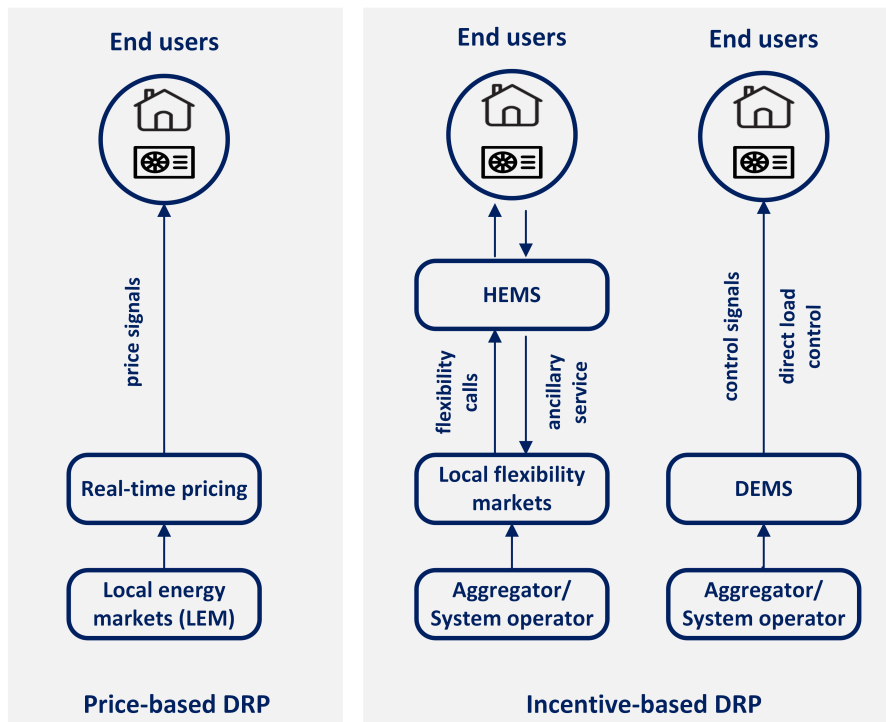 End users
price signals
Real-time pricing
Local energy
markets (LEM)
Price-based DRP
End users
HEMS
flexibility
calls
ancillary
service
Local flexibility
markets
Aggregator/
System operator
End users
control signals
direct load
control
DEMS
Aggregator/
System operator
Incentive-based DRP